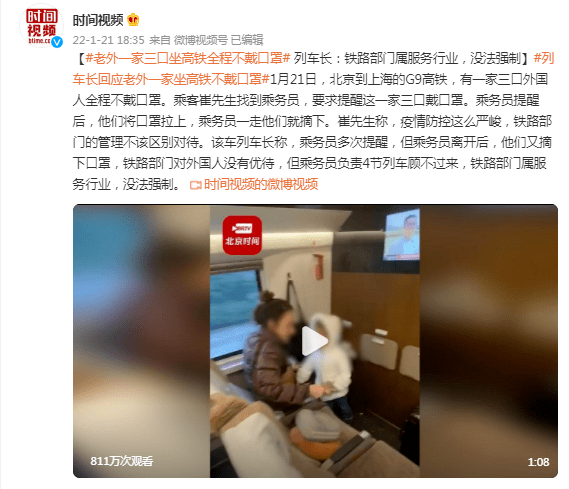 时间
视频
btime.com
时间视频
22-1-21 18:35 来自 微博视频号 已编辑
【#老外一家三口坐高铁全程不戴口罩# 列车长：铁路部门属服务行业，没法强制】#列
车长回应老外一家坐高铁不戴口罩#1月21日，北京到上海的G9高铁，有一家三口外国
人全程不戴口罩。乘客崔先生找到乘务员，要求提醒这一家三口戴口罩。乘务员提醒
后，他们将口罩拉上，乘务员一走他们就摘下。崔先生称，疫情防控这么严峻，铁路部
门的管理不该区别对待。该车列车长称，乘务员多次提醒，但乘务员离开后，他们又摘
下口罩，铁路部门对外国人没有优待，但乘务员负责4节列车顾不过来，铁路部门属服
务行业，没法强制。 时间视频的微博视频
BRTV
北京时间
811万次观看
1:08